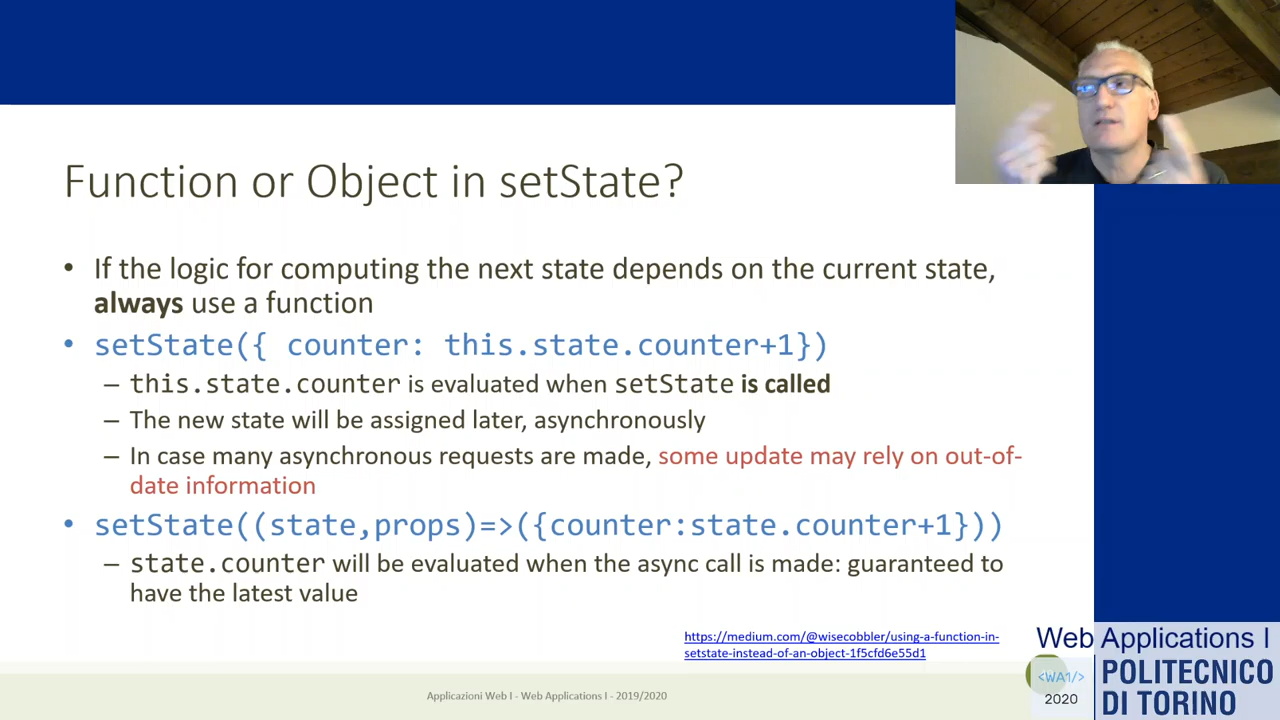 Function or Object in setState?
• If the logic for computing the next state depends on the current state,
always use a function
• setState({ counter: this.state.counter+1})
– this.state.counter is evaluated when setState is called
– The new state will be assigned later, asynchronously
– In case many asynchronous requests are made, some update may rely on out-of-
date information
• setState((state,props)=>({counter:state.counter+1}))
– state.counter will be evaluated when the async call is made: guaranteed to
have the latest value
https://medium.com/@wisecobbler/using-a-function-in-
setstate-instead-of-an-object-1f5cfd6e55d1
Applicazioni Web I - Web Applications I - 2019/2020
Web Applications I
<WA1/>
2020
POLITECNICO
DI TORINO